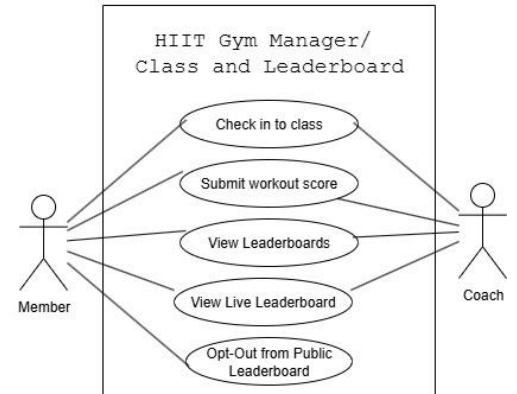 HIIT Gym Manager/
Class and Leaderboard
Check in to class
Submit workout score
View Leaderboards
View Live Leaderboard
Opt-Out from Public
Leaderboard
Member
Coach